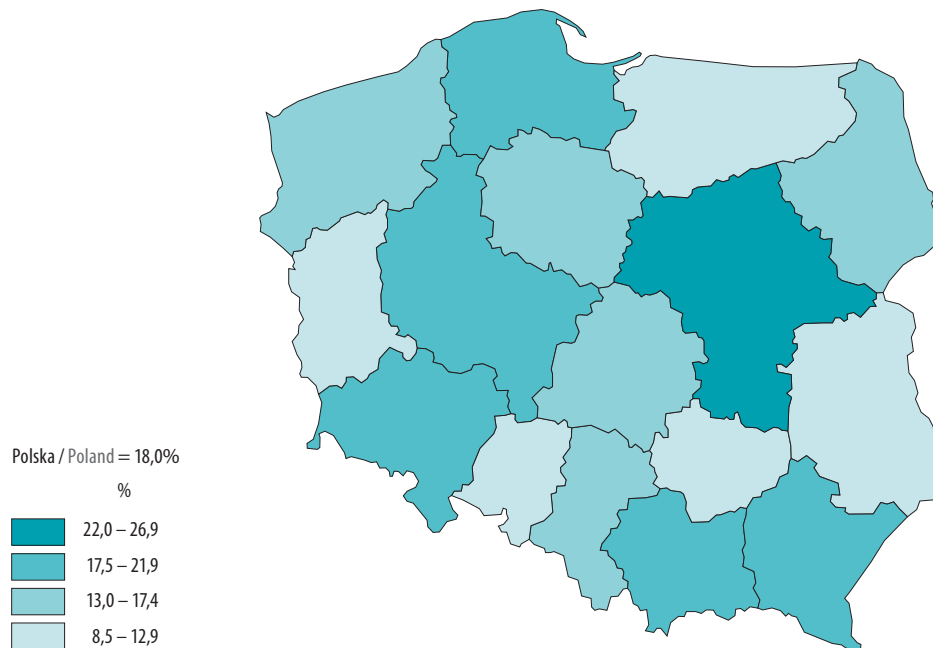 Polska / Poland = 18,0%
%
22,0 – 26,9
17,5 – 21,9
13,0 – 17,4
8,5 – 12,9